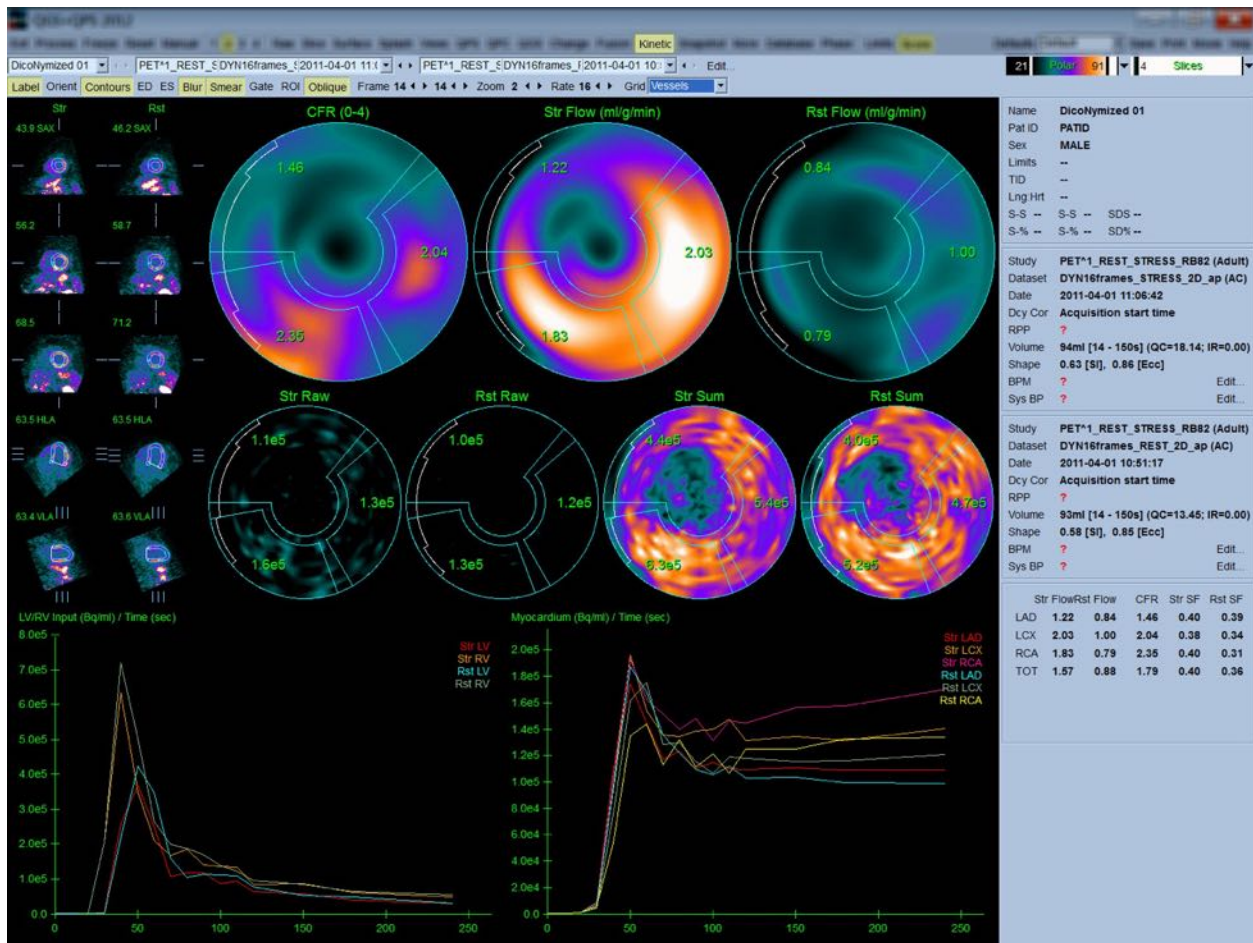 QGS+QPS 2012
Kinetic
DicoNymized 01 PET^1_REST_S DYN16frames_S 2011-04-01 11:( PET^1_REST_S DYN16frames_F 2011-04-01 10: Edit...
21 Polar 91 4 Slices
Label Orient Contours ED ES Blur Smear Gate ROI Oblique Frame 14 14 Zoom 2 Rate 16 Grid Vessels
Str Rst
43.9 SAX 46.2 SAX
56.2 58.7
68.5 71.2
63.5 HLA 63.5 HLA
63.4 VLA 63.6 VLA
CFR (0-4)
1.46
2.04
2.35
Str Flow (ml/g/min)
1.22
2.03
1.83
Rst Flow (ml/g/min)
0.84
1.00
0.79
Str Raw
1.1e5
1.3e5
1.6e5
Rst Raw
1.0e5
1.2e5
1.3e5
Str Sum
4.4e5
5.4e5
6.3e5
Rst Sum
4.0e5
4.7e5
5.2e5
LV/RV Input (Bq/ml) / Time (sec)
8.0e5
7.0e5
6.0e5
5.0e5
4.0e5
3.0e5
2.0e5
1.0e5
0.0
0 50 100 150 200 250
Str LV
Str RV
Rst LV
Rst RV
Myocardium (Bq/ml) / Time (sec)
2.0e5
1.8e5
1.6e5
1.4e5
1.2e5
1.0e5
8.0e4
6.0e4
4.0e4
2.0e4
0.0
0 50 100 150 200 250
Str LAD
Str LCX
Str RCA
Rst LAD
Rst LCX
Rst RCA
Name DicoNymized 01
Pat ID PATID
Sex MALE
Limits --
TID --
Lng Hrt --
S-S -- S-S -- SDS --
S-% -- S-% -- SD% --
Study PET^1_REST_STRESS_RB82 (Adult)
Dataset DYN16frames_STRESS_2D_ap (AC)
Date 2011-04-01 11:06:42
Dcy Cor Acquisition start time
RPP ?
Volume 94ml [14 - 150s] (QC=18.14; IR=0.00)
Shape 0.63 [SI], 0.86 [Ecc]
BPM ? Edit...
Sys BP ? Edit...
Study PET^1_REST_STRESS_RB82 (Adult)
Dataset DYN16frames_REST_2D_ap (AC)
Date 2011-04-01 10:51:17
Dcy Cor Acquisition start time
RPP ?
Volume 93ml [14 - 150s] (QC=13.45; IR=0.00)
Shape 0.58 [SI], 0.85 [Ecc]
BPM ? Edit...
Sys BP ? Edit...
Str Flow Rst Flow CFR Str SF Rst SF
LAD 1.22 0.84 1.46 0.40 0.39
LCX 2.03 1.00 2.04 0.38 0.34
RCA 1.83 0.79 2.35 0.40 0.31
TOT 1.57 0.88 1.79 0.40 0.36